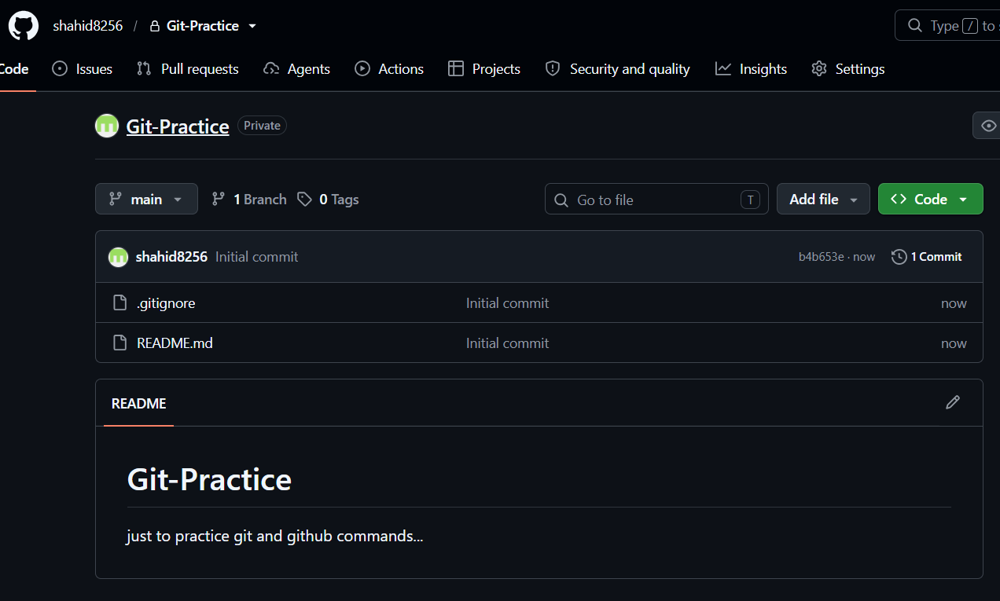 shahid8256 / Git-Practice
Type / to
Code Issues Pull requests Agents Actions Projects Security and quality Insights Settings
Git-Practice Private
main 1 Branch 0 Tags Go to file T Add file Code
shahid8256 Initial commit b4b653e · now 1 Commit
.gitignore Initial commit now
README.md Initial commit now
README
Git-Practice
just to practice git and github commands...